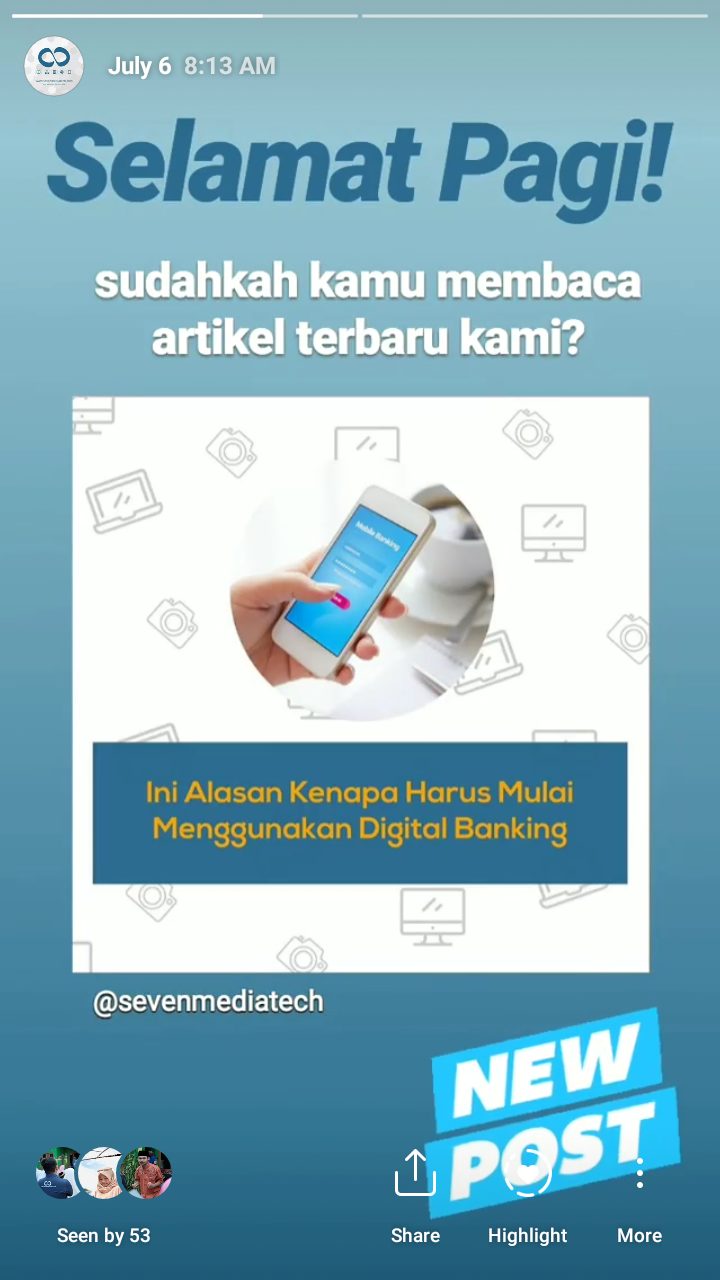 July 6 8:13 AM
Selamat Pagi!
sudahkah kamu membaca
artikel terbaru kami?
Mobile Banking
Ini Alasan Kenapa Harus Mulai
Menggunakan Digital Banking
@sevenmediatech
NEW
POST
Seen by 53
Share
Highlight
More